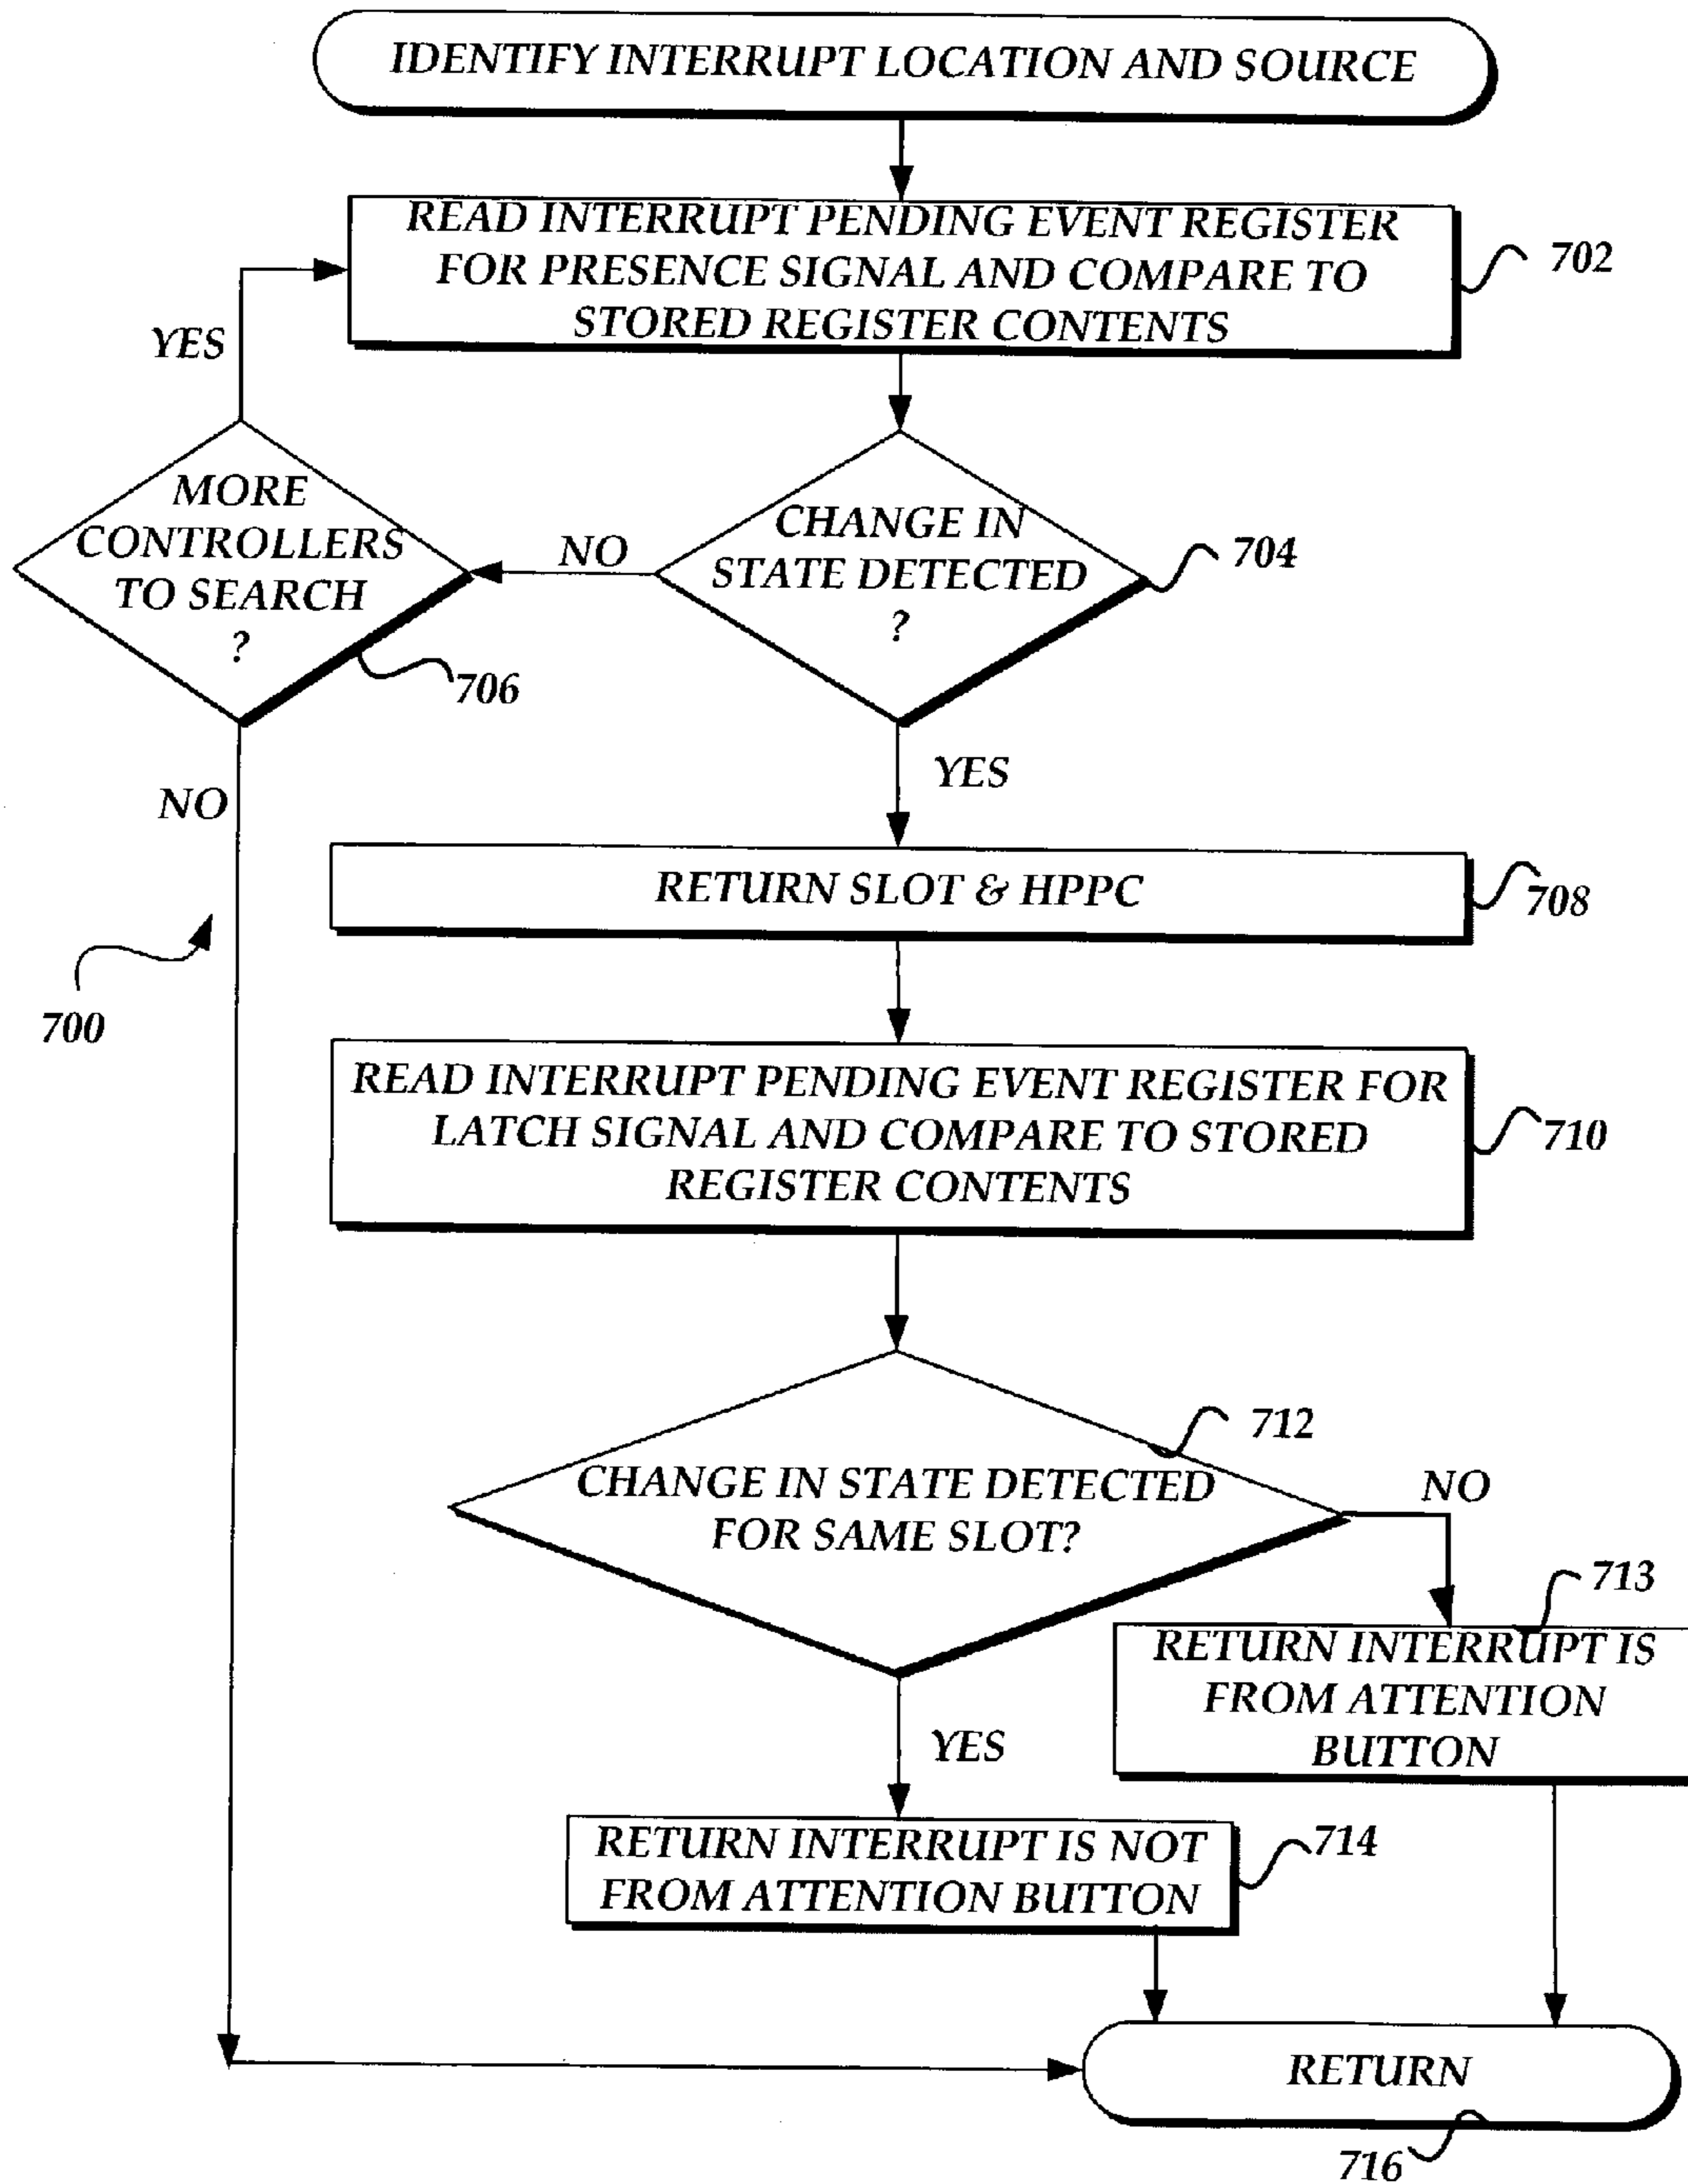 IDENTIFY INTERRUPT LOCATION AND SOURCE
READ INTERRUPT PENDING EVENT REGISTER
FOR PRESENCE SIGNAL AND COMPARE TO
STORED REGISTER CONTENTS
702
YES
MORE
CONTROLLERS
TO SEARCH
?
706
NO
CHANGE IN
STATE DETECTED
?
704
NO
YES
RETURN SLOT & HPPC
708
700
READ INTERRUPT PENDING EVENT REGISTER FOR
LATCH SIGNAL AND COMPARE TO STORED
REGISTER CONTENTS
710
CHANGE IN STATE DETECTED
FOR SAME SLOT?
712
NO
713
RETURN INTERRUPT IS
FROM ATTENTION
BUTTON
YES
RETURN INTERRUPT IS NOT
FROM ATTENTION BUTTON
714
RETURN
716